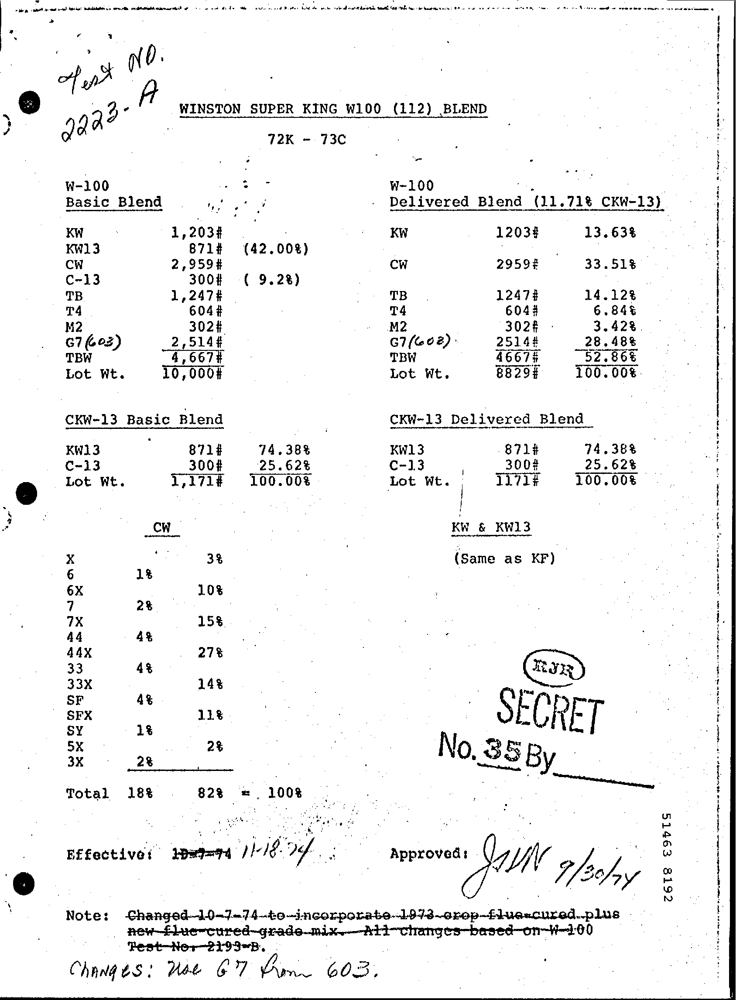 Test NO.
2223-A
WINSTON SUPER KING W100 (112) BLEND
72K - 73C
W-100
Basic Blend
KW 1,203#
KW13 871# (42.00%)
CW 2,959#
C-13 300# ( 9.2%)
TB 1,247#
T4 604#
M2 302#
G7(603) 2,514#
TBW 4,667#
Lot Wt. 10,000#
W-100
Delivered Blend (11.71% CKW-13)
KW 1203# 13.63%
CW 2959# 33.51%
TB 1247# 14.12%
T4 604# 6.84%
M2 302# 3.42%
G7(602) 2514# 28.48%
TBW 4667# 52.86%
Lot Wt. 8829# 100.00%
CKW-13 Basic Blend
KW13 871# 74.38%
C-13 300# 25.62%
Lot Wt. 1,171# 100.00%
CKW-13 Delivered Blend
KW13 871# 74.38%
C-13 300# 25.62%
Lot Wt. 1171# 100.00%
CW
X 3%
6 1%
6X 10%
7 2%
7X 15%
44 4%
44X 27%
33 4%
33X 14%
SF 4%
SFX 11%
SY 1%
5X 2%
3X 2%
Total 18% 82% = 100%
KW & KW13
(Same as KF)
RJR
SECRET
No. 35 By
Effective: 10-7-74 11-18-74
Approved: 9/30/74
51463 8192
Note: Changed 10-7-74 to incorporate 1973 crop flue-cured plus
new flue-cured grade mix. All changes based on W-100
Test No. 2193-B.
Changes: Use G7 from 603.